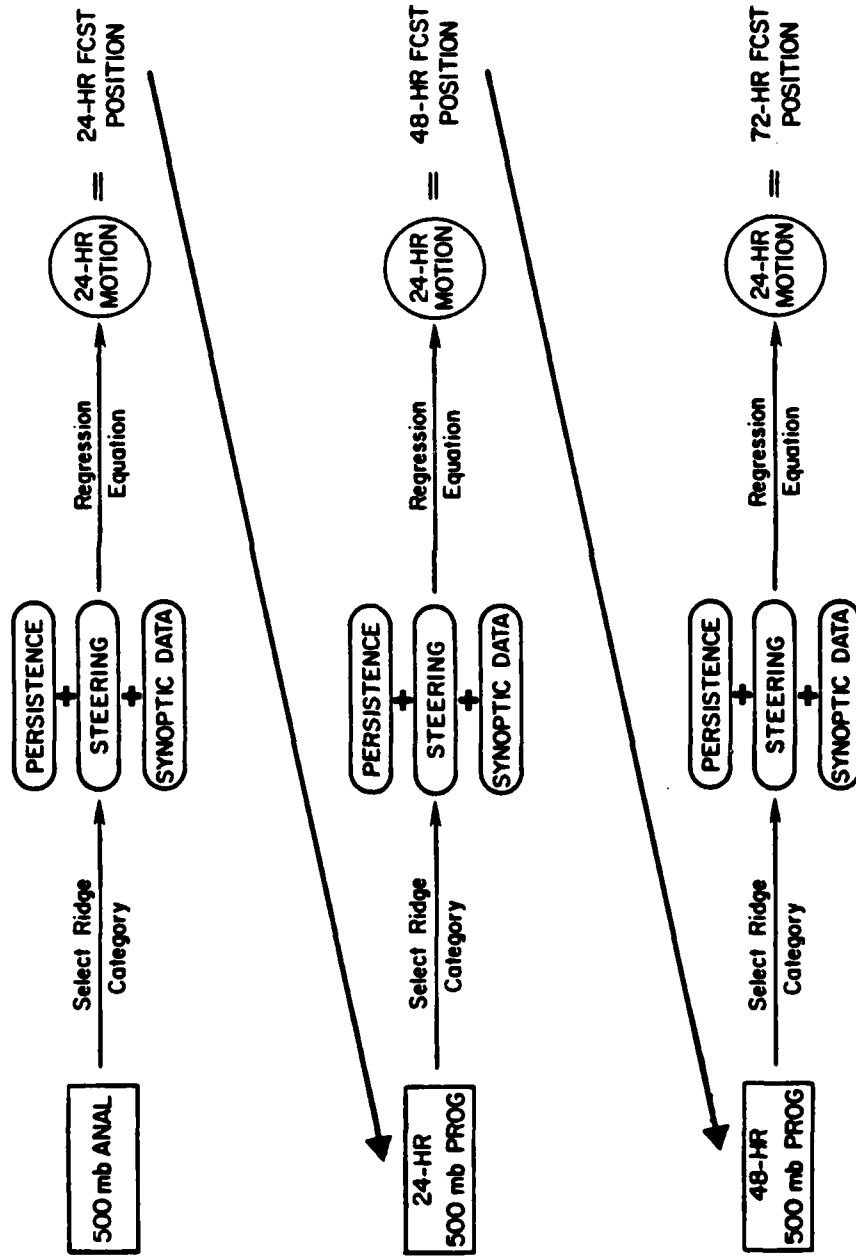 500 mb ANAL
Select Ridge
Category
PERSISTENCE
+
STEERING
+
SYNOPTIC DATA
Regression
Equation
24-HR
MOTION
=
24-HR FCST
POSITION
24-HR
500 mb PROG
Select Ridge
Category
PERSISTENCE
+
STEERING
+
SYNOPTIC DATA
Regression
Equation
24-HR
MOTION
=
48-HR FCST
POSITION
48-HR
500 mb PROG
Select Ridge
Category
PERSISTENCE
+
STEERING
+
SYNOPTIC DATA
Regression
Equation
24-HR
MOTION
=
72-HR FCST
POSITION